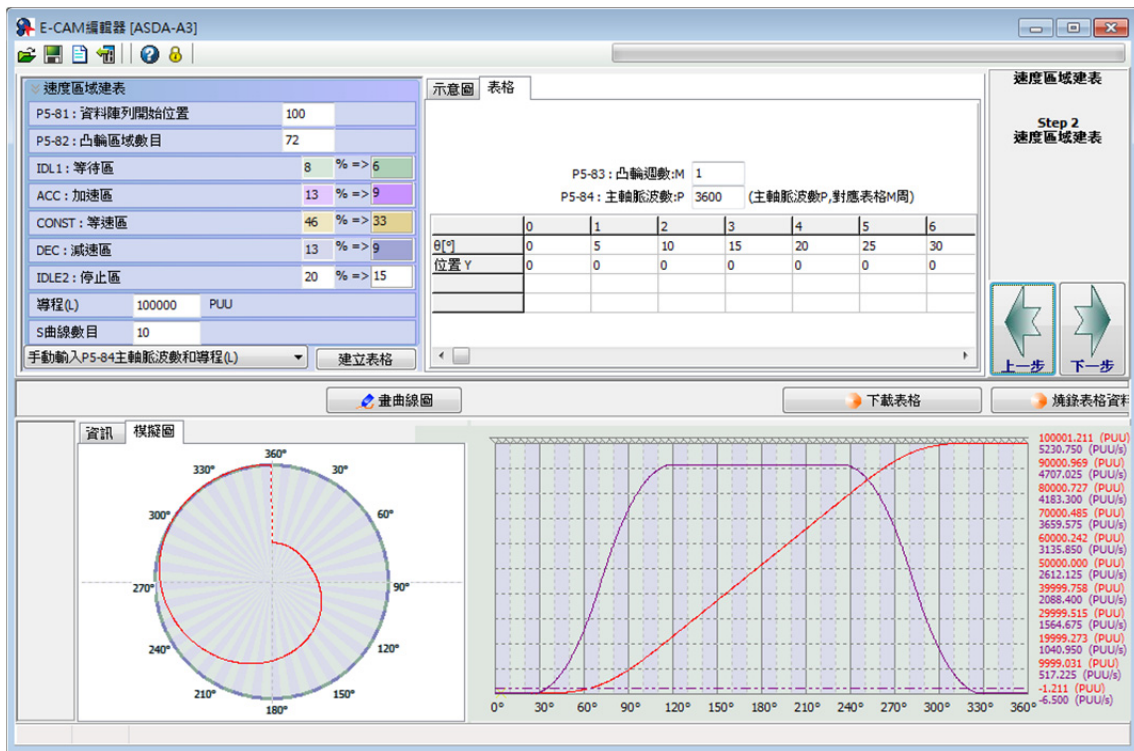 E-CAM編輯器 [ASDA-A3]
速度區域建表
P5-81：資料陣列開始位置 100
P5-82：凸輪區域數目 72
IDL1：等待區 8 % => 6
ACC：加速區 13 % => 9
CONST：等速區 46 % => 33
DEC：減速區 13 % => 9
IDLE2：停止區 20 % => 15
導程(L) 100000 PUU
S曲線數目 10
手動輸入P5-84主軸脈波數和導程(L) 建立表格
示意圖 表格
P5-83：凸輪週數:M 1
P5-84：主軸脈波數:P 3600 (主軸脈波數P,對應表格M周)
0 1 2 3 4 5 6
θ[°] 0 5 10 15 20 25 30
位置 Y 0 0 0 0 0 0 0
速度區域建表
Step 2
速度區域建表
上一步 下一步
畫曲線圖 下載表格 燒錄表格資料
資訊 模擬圖
360°
330° 30°
300° 60°
270° 90°
240° 120°
210° 150°
180°
100001.211 (PUU)
5230.750 (PUU/s)
90000.969 (PUU)
4707.025 (PUU/s)
80000.727 (PUU)
4183.300 (PUU/s)
70000.485 (PUU)
3659.575 (PUU/s)
60000.242 (PUU)
3135.850 (PUU/s)
50000.000 (PUU)
2612.125 (PUU/s)
39999.758 (PUU)
2088.400 (PUU/s)
29999.515 (PUU)
1564.675 (PUU/s)
19999.273 (PUU)
1040.950 (PUU/s)
9999.031 (PUU)
517.225 (PUU/s)
-1.211 (PUU)
-6.500 (PUU/s)
0° 30° 60° 90° 120° 150° 180° 210° 240° 270° 300° 330° 360°